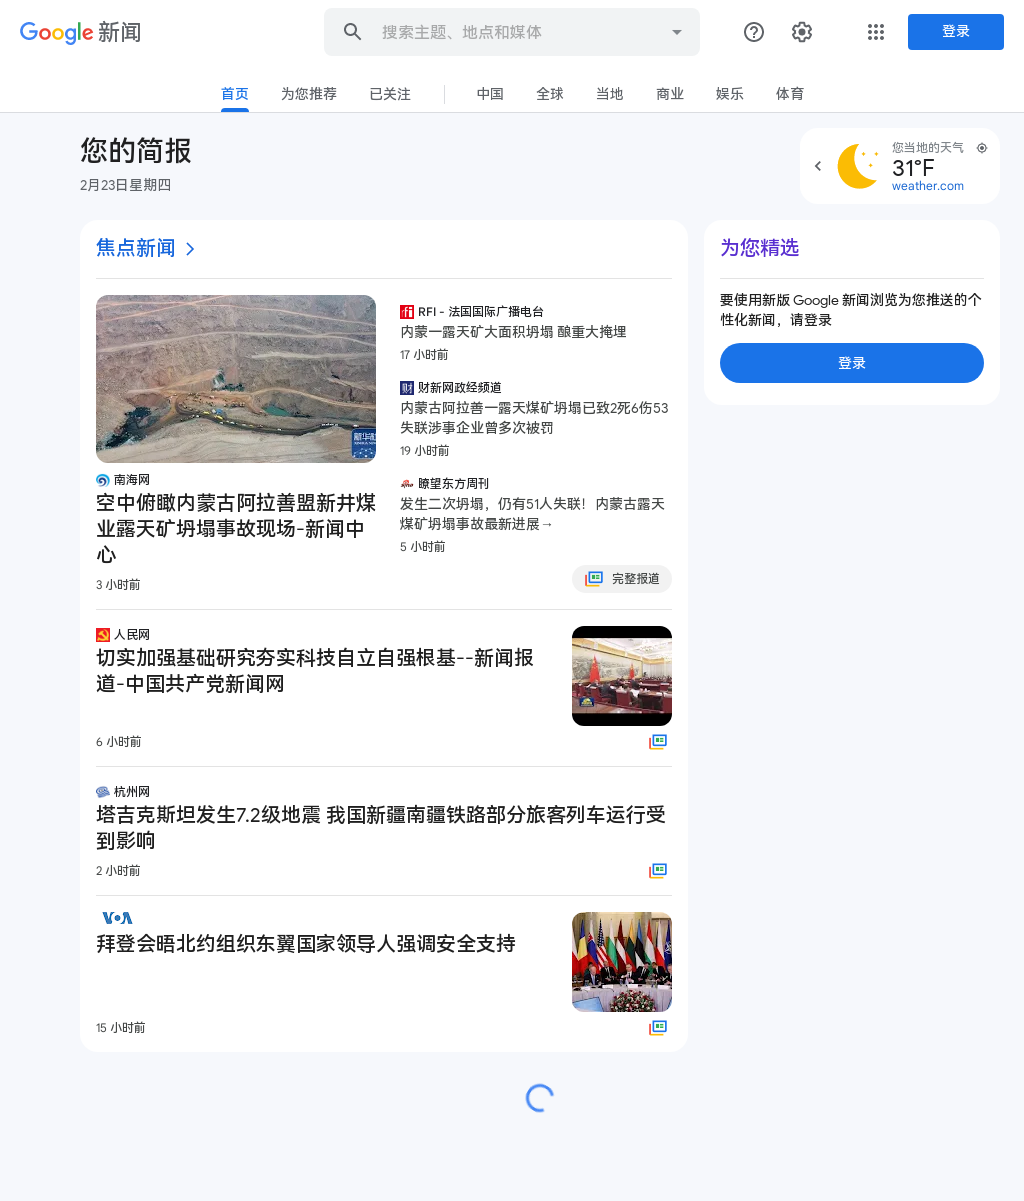 Google 新闻
搜索主题、地点和媒体
登录
首页
为您推荐
已关注
中国
全球
当地
商业
娱乐
体育
您的简报
2月23日星期四
您当地的天气
31°F
weather.com
焦点新闻
南海网
空中俯瞰内蒙古阿拉善盟新井煤
业露天矿坍塌事故现场-新闻中
心
3 小时前
RFI - 法国国际广播电台
内蒙一露天矿大面积坍塌 酿重大掩埋
17 小时前
财新网政经频道
内蒙古阿拉善一露天煤矿坍塌已致2死6伤53
失联涉事企业曾多次被罚
19 小时前
瞭望东方周刊
发生二次坍塌，仍有51人失联！内蒙古露天
煤矿坍塌事故最新进展→
5 小时前
完整报道
人民网
切实加强基础研究夯实科技自立自强根基--新闻报
道-中国共产党新闻网
6 小时前
杭州网
塔吉克斯坦发生7.2级地震 我国新疆南疆铁路部分旅客列车运行受
到影响
2 小时前
VOA
拜登会晤北约组织东翼国家领导人强调安全支持
15 小时前
为您精选
要使用新版 Google 新闻浏览为您推送的个
性化新闻，请登录
登录